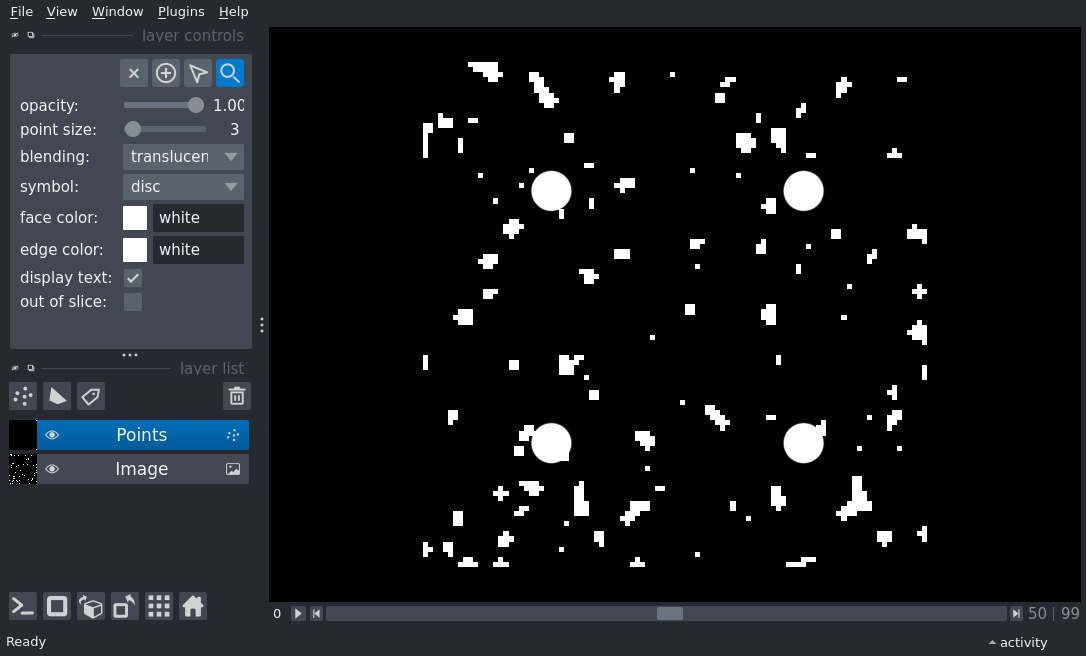 File View Window Plugins Help
layer controls
opacity: 1.00
point size: 3
blending: translucen
symbol: disc
face color: white
edge color: white
display text:
out of slice:
layer list
Points
Image
0 50 | 99
Ready activity